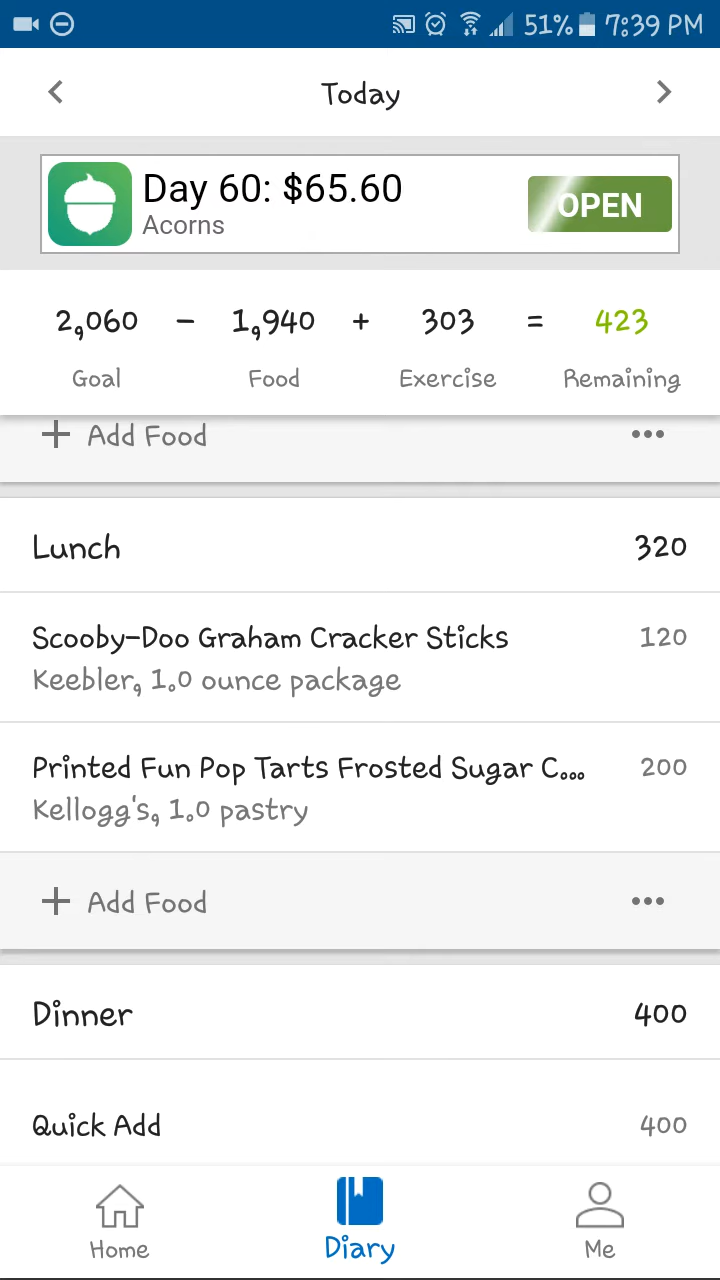 51% 7:39 PM
Today
Day 60: $65.60
Acorns
OPEN
2,060 – 1,940 + 303 = 423
Goal Food Exercise Remaining
+ Add Food •••
Lunch 320
Scooby-Doo Graham Cracker Sticks 120
Keebler, 1.0 ounce package
Printed Fun Pop Tarts Frosted Sugar C... 200
Kellogg's, 1.0 pastry
+ Add Food •••
Dinner 400
Quick Add 400
Home Diary Me